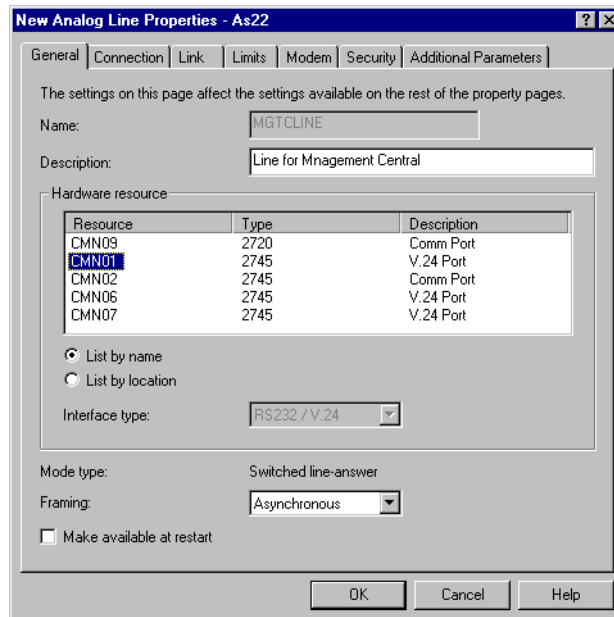 New Analog Line Properties - As22
General Connection Link Limits Modem Security Additional Parameters
The settings on this page affect the settings available on the rest of the property pages.
Name: MGTCLINE
Description: Line for Mnagement Central
Hardware resource
Resource Type Description
CMN09 2720 Comm Port
CMN01 2745 V.24 Port
CMN02 2745 Comm Port
CMN06 2745 V.24 Port
CMN07 2745 V.24 Port
List by name
List by location
Interface type: RS232 / V.24
Mode type: Switched line-answer
Framing: Asynchronous
Make available at restart
OK Cancel Help